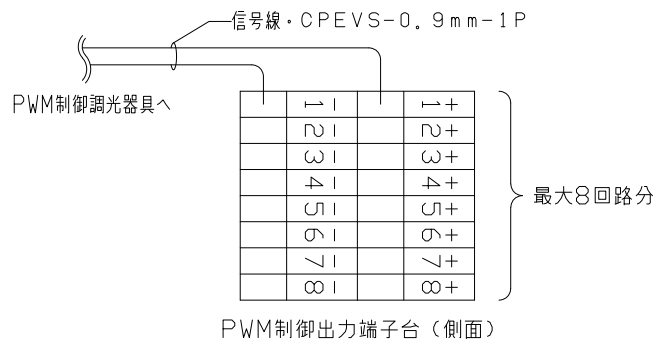 信号線・CPEVS-0.9mm-1P
PWM制御調光器具へ
1- 1+
2- 2+
3- 3+
4- 4+
5- 5+
6- 6+
7- 7+
8- 8+
最大8回路分
PWM制御出力端子台（側面）